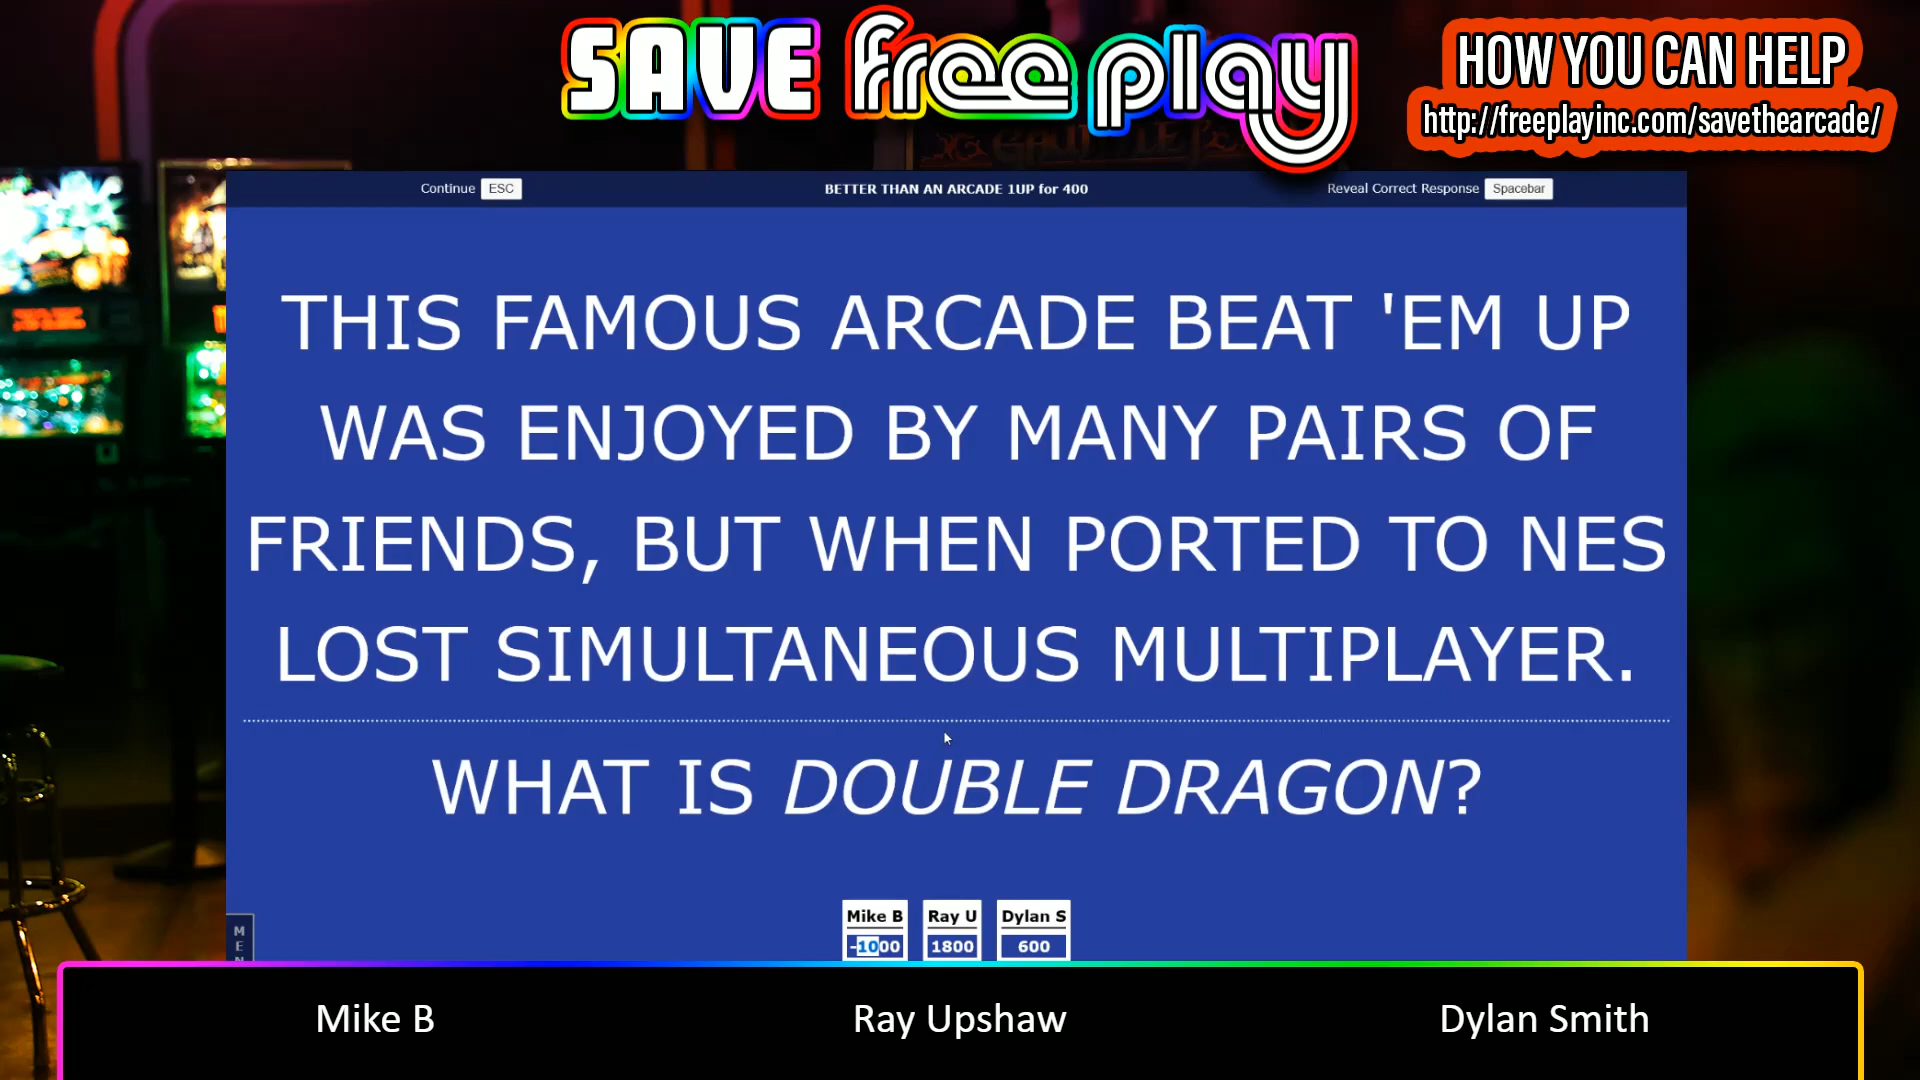 SAVE free play
HOW YOU CAN HELP
http://freeplayinc.com/savethearcade/
Continue ESC
BETTER THAN AN ARCADE 1UP for 400
Reveal Correct Response Spacebar
THIS FAMOUS ARCADE BEAT 'EM UP
WAS ENJOYED BY MANY PAIRS OF
FRIENDS, BUT WHEN PORTED TO NES
LOST SIMULTANEOUS MULTIPLAYER.
WHAT IS DOUBLE DRAGON?
Mike B Ray U Dylan S
-1000 1800 600
M
E
N
Mike B Ray Upshaw Dylan Smith